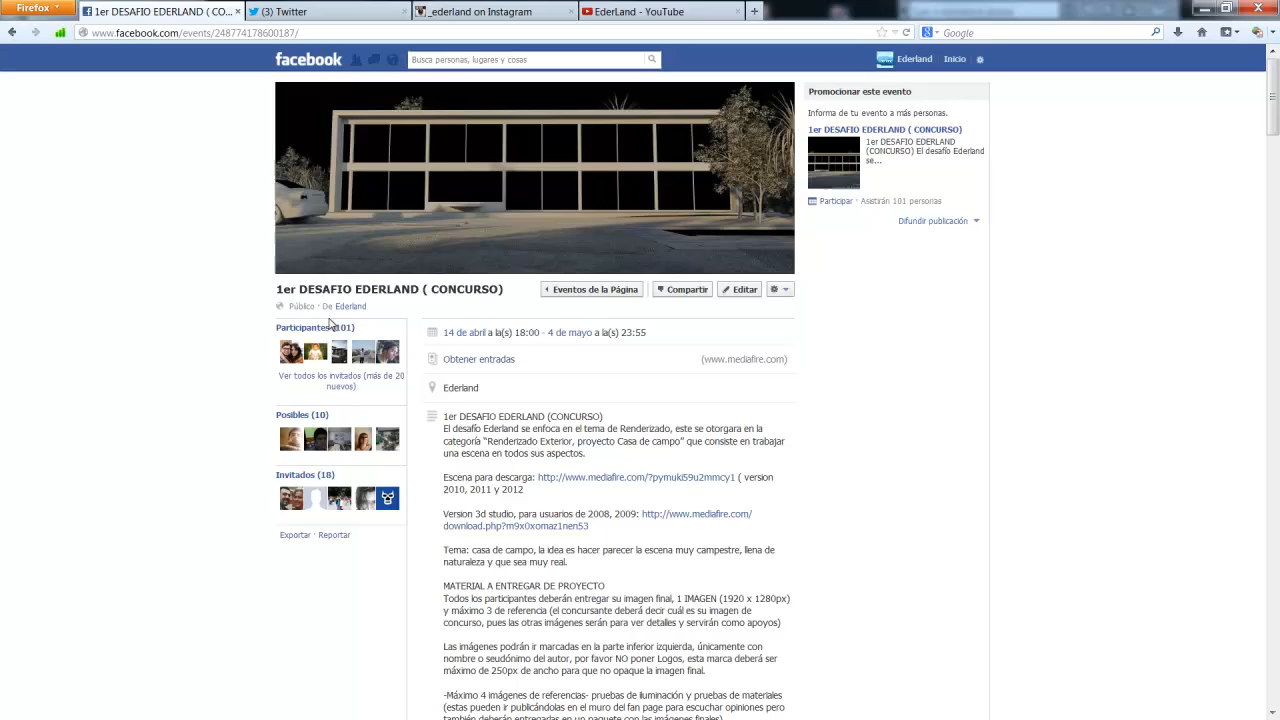 Firefox
1er DESAFIO EDERLAND ( CO...
(3) Twitter
_ederland on Instagram
EderLand - YouTube
www.facebook.com/events/248774178600187/
Google
facebook
Busca personas, lugares y cosas
Ederland
Inicio
1er DESAFIO EDERLAND ( CONCURSO)
Público · De Ederland
Eventos de la Página
Compartir
Editar
Participantes (101)
Ver todos los invitados (más de 20
nuevos)
Posibles (10)
Invitados (18)
Exportar · Reportar
14 de abril a la(s) 18:00 - 4 de mayo a la(s) 23:55
Obtener entradas (www.mediafire.com)
Ederland
1er DESAFIO EDERLAND (CONCURSO)
El desafío Ederland se enfoca en el tema de Renderizado, este se otorgara en la
categoría “Renderizado Exterior, proyecto Casa de campo” que consiste en trabajar
una escena en todos sus aspectos.
Escena para descarga: http://www.mediafire.com/?pymuki59u2mmcy1 ( version
2010, 2011 y 2012
Version 3d studio, para usuarios de 2008, 2009: http://www.mediafire.com/
download.php?m9x0xomaz1nen53
Tema: casa de campo, la idea es hacer parecer la escena muy campestre, llena de
naturaleza y que sea muy real.
MATERIAL A ENTREGAR DE PROYECTO
Todos los participantes deberán entregar su imagen final, 1 IMAGEN (1920 x 1280px)
y máximo 3 de referencia (el concursante deberá decir cuál es su imagen de
concurso, pues las otras imágenes serán para ver detalles y servirán como apoyos)
Las imágenes podrán ir marcadas en la parte inferior izquierda, únicamente con
nombre o seudónimo del autor, por favor NO poner Logos, esta marca deberá ser
máximo de 250px de ancho para que no opaque la imagen final.
-Máximo 4 imágenes de referencias- pruebas de iluminación y pruebas de materiales
(estas pueden ir publicándolas en el muro del fan page para escuchar opiniones pero
también deberán entregarlas en un paquete con las imágenes finales)
Promocionar este evento
Informa de tu evento a más personas.
1er DESAFIO EDERLAND ( CONCURSO)
1er DESAFIO EDERLAND
(CONCURSO) El desafío Ederland
se...
Participar · Asistirán 101 personas
Difundir publicación